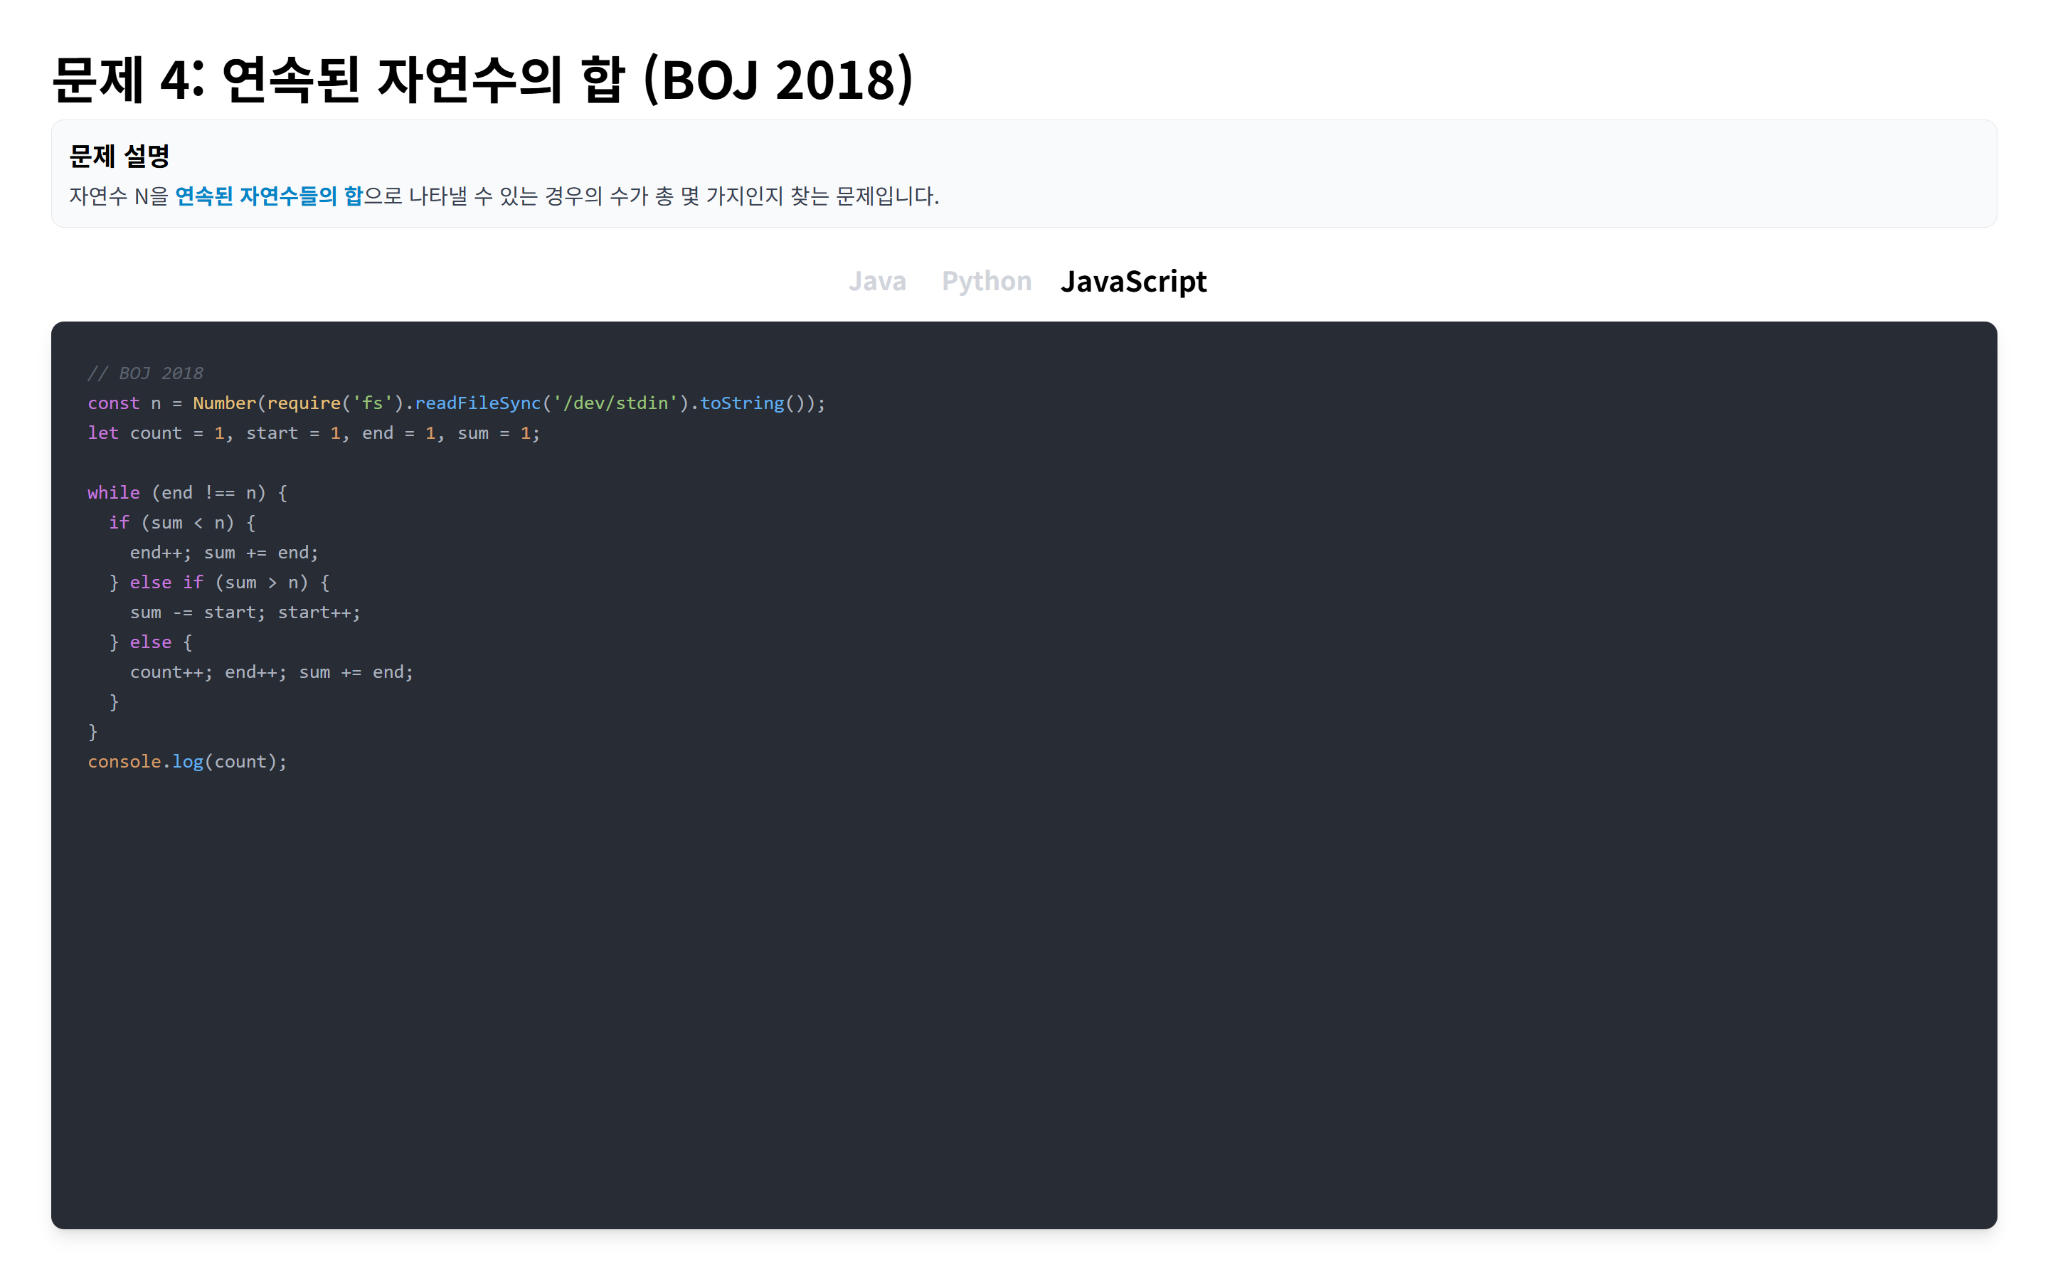 문제 4: 연속된 자연수의 합 (BOJ 2018)
문제 설명
자연수 N을 연속된 자연수들의 합으로 나타낼 수 있는 경우의 수가 총 몇 가지인지 찾는 문제입니다.
Java Python JavaScript
// BOJ 2018
const n = Number(require('fs').readFileSync('/dev/stdin').toString());
let count = 1, start = 1, end = 1, sum = 1;
while (end !== n) {
  if (sum < n) {
    end++; sum += end;
  } else if (sum > n) {
    sum -= start; start++;
  } else {
    count++; end++; sum += end;
  }
}
console.log(count);